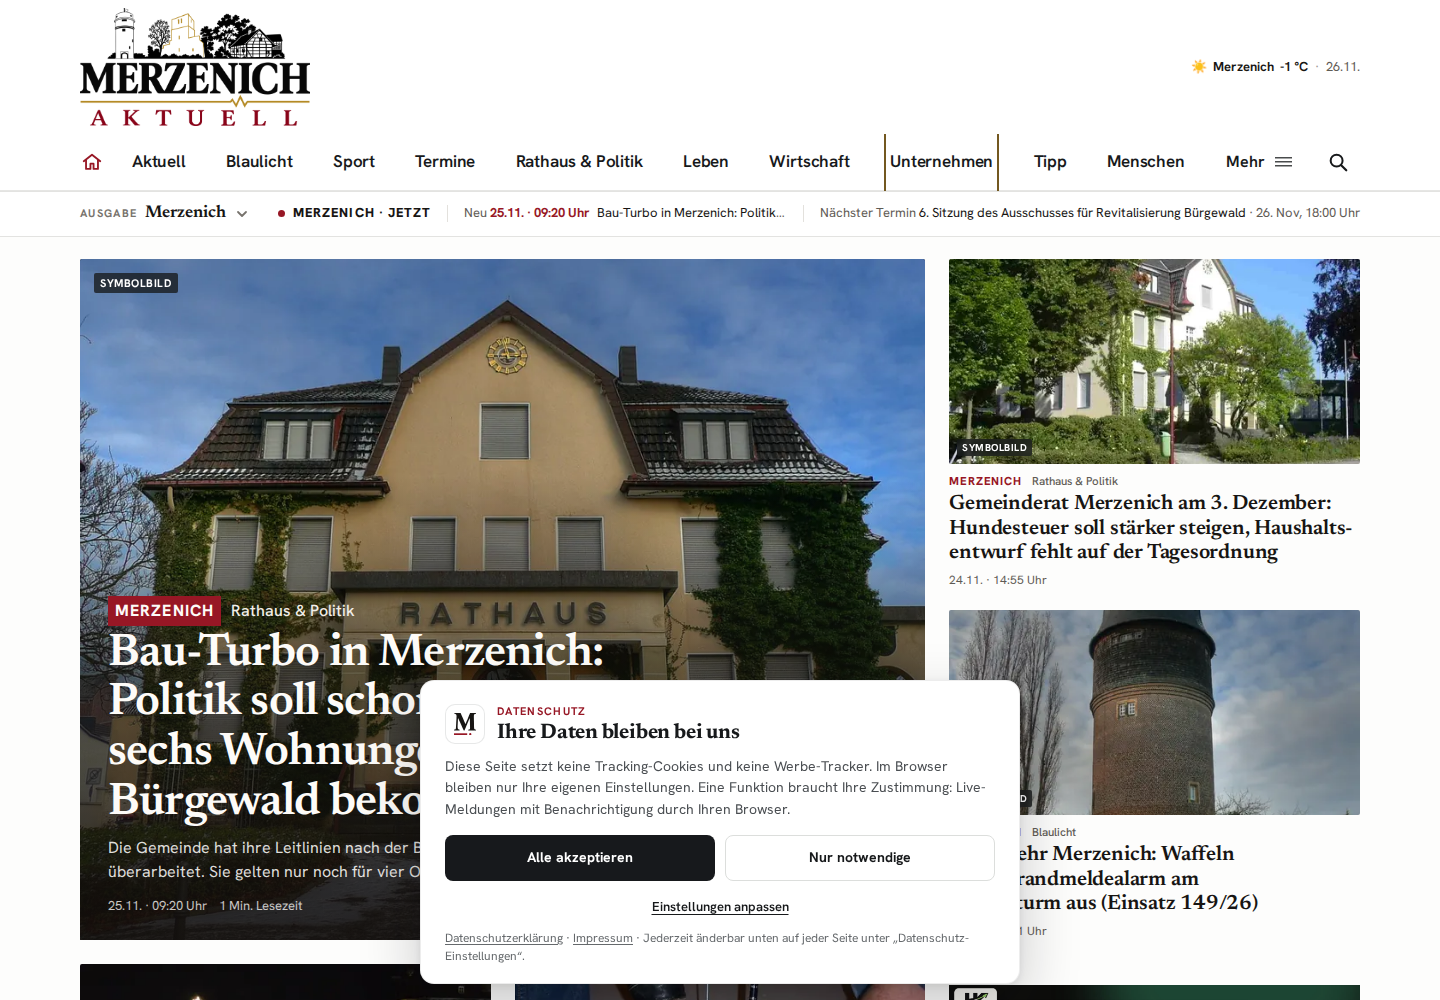 MERZENICH
AKTUELL
Merzenich -1 °C · 26.11.
Aktuell
Blaulicht
Sport
Termine
Rathaus & Politik
Leben
Wirtschaft
Unternehmen
Tipp
Menschen
Mehr
AUSGABE Merzenich
MERZENICH · JETZT
Neu 25.11. · 09:20 Uhr Bau-Turbo in Merzenich: Politik...
Nächster Termin 6. Sitzung des Ausschusses für Revitalisierung Bürgewald · 26. Nov, 18:00 Uhr
SYMBOLBILD
RATHAUS
MERZENICH Rathaus & Politik
Bau-Turbo in Merzenich:
Politik soll schon
sechs Wohnunge
Bürgewald beko
Die Gemeinde hat ihre Leitlinien nach der B
überarbeitet. Sie gelten nur noch für vier O
25.11. · 09:20 Uhr 1 Min. Lesezeit
SYMBOLBILD
MERZENICH Rathaus & Politik
Gemeinderat Merzenich am 3. Dezember:
Hundesteuer soll stärker steigen, Haushalts-
entwurf fehlt auf der Tagesordnung
24.11. · 14:55 Uhr
D
Blaulicht
ehr Merzenich: Waffeln
randmeldealarm am
turm aus (Einsatz 149/26)
1 Uhr
M
DATENSCHUTZ
Ihre Daten bleiben bei uns
Diese Seite setzt keine Tracking-Cookies und keine Werbe-Tracker. Im Browser
bleiben nur Ihre eigenen Einstellungen. Eine Funktion braucht Ihre Zustimmung: Live-
Meldungen mit Benachrichtigung durch Ihren Browser.
Alle akzeptieren
Nur notwendige
Einstellungen anpassen
Datenschutzerklärung · Impressum · Jederzeit änderbar unten auf jeder Seite unter „Datenschutz-
Einstellungen“.